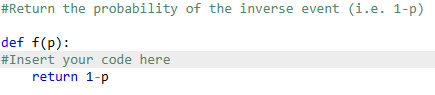 #Return the probability of the inverse event (i.e. 1-p)
def f(p):
#Insert your code here
return 1-p